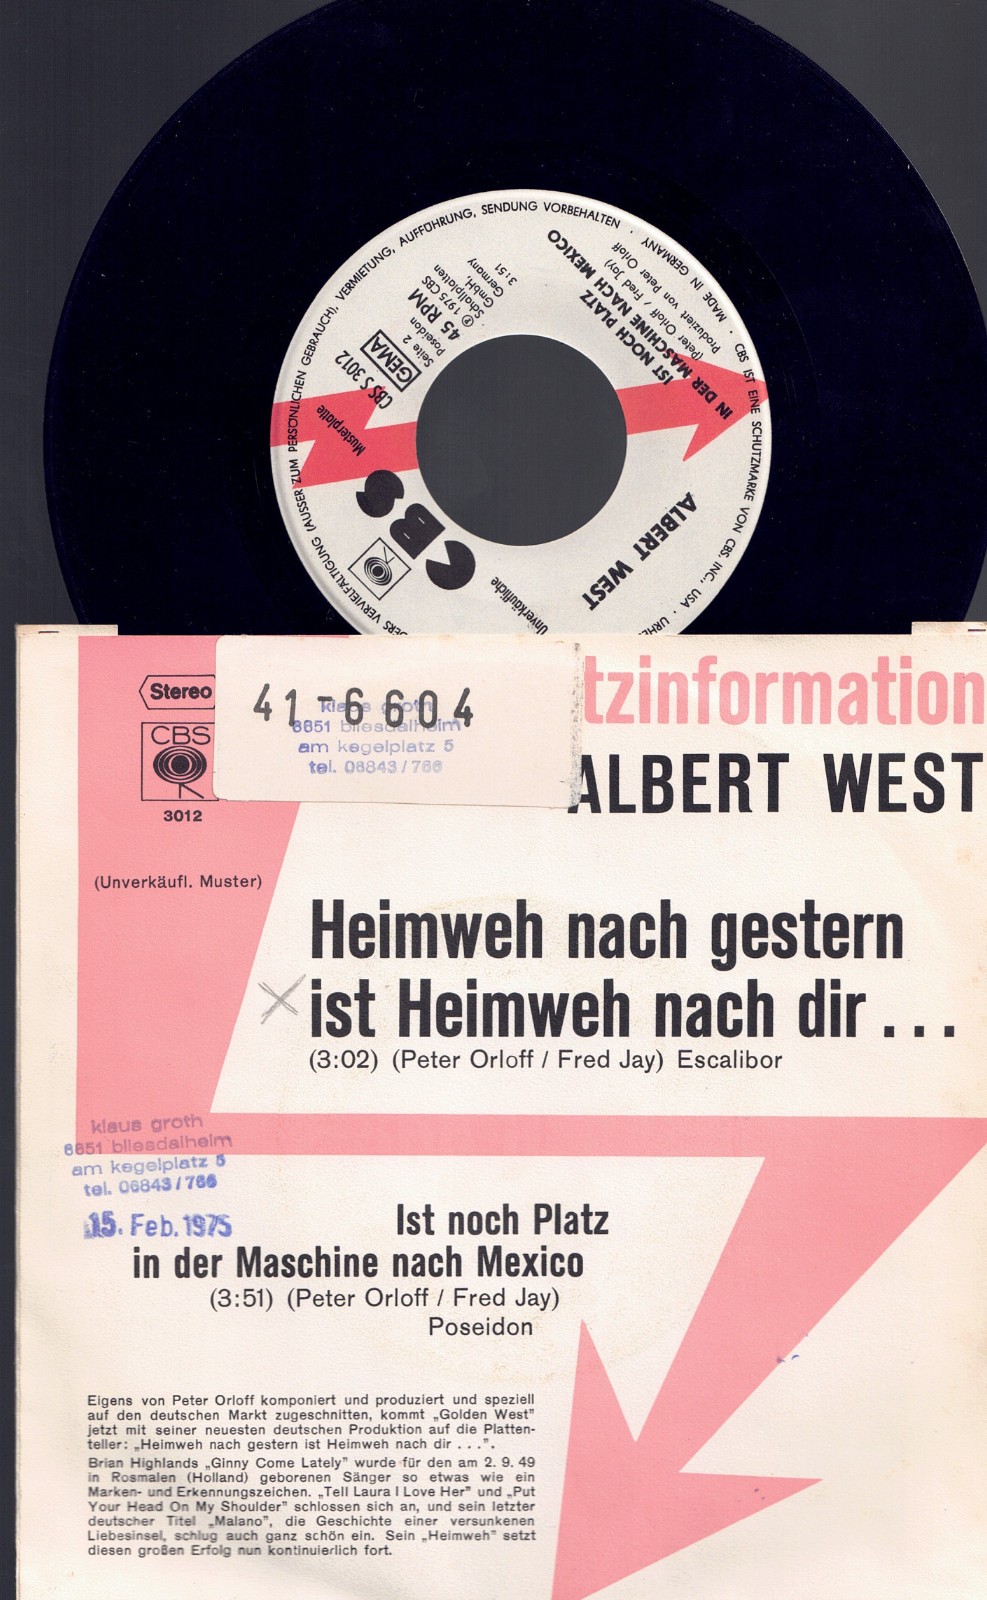 DERS VERVIELFÄLTIGUNG (AUSSER ZUM PERSÖNLICHEN GEBRAUCH), VERMIETUNG, AUFFÜHRUNG, SENDUNG VORBEHALTEN · MADE IN GERMANY · CBS IST EINE SCHUTZMARKE VON CBS, INC., USA · URHE
CBS
Unverkäufliche
Musterplatte
CBS S 3012
GEMA
Seite 2
Poseidon
45 RPM
℗
1975 CBS
Schallplatten
GmbH,
Germany
3:51
IST NOCH PLATZ
IN DER MASCHINE NACH MEXICO
(Peter Orloff / Fred Jay)
Produziert von Peter Orloff
ALBERT WEST
Stereo
CBS
3012
41-6604
klaus groth
6651 bliesdalheim
am kegelplatz 5
tel. 06843/766
tzinformation
ALBERT WEST
(Unverkäufl. Muster)
Heimweh nach gestern
ist Heimweh nach dir...
(3:02) (Peter Orloff / Fred Jay) Escalibor
klaus groth
6651 bliesdalheim
am kegelplatz 5
tel. 06843/766
15. Feb. 1975
Ist noch Platz
in der Maschine nach Mexico
(3:51) (Peter Orloff / Fred Jay)
Poseidon
Eigens von Peter Orloff komponiert und produziert und speziell
auf den deutschen Markt zugeschnitten, kommt „Golden West"
jetzt mit seiner neuesten deutschen Produktion auf die Platten-
teller: „Heimweh nach gestern ist Heimweh nach dir ...".
Brian Highlands „Ginny Come Lately" wurde für den am 2. 9. 49
in Rosmalen (Holland) geborenen Sänger so etwas wie ein
Marken- und Erkennungszeichen. „Tell Laura I Love Her" und „Put
Your Head On My Shoulder" schlossen sich an, und sein letzter
deutscher Titel „Malano", die Geschichte einer versunkenen
Liebesinsel, schlug auch ganz schön ein. Sein „Heimweh" setzt
diesen großen Erfolg nun kontinuierlich fort.